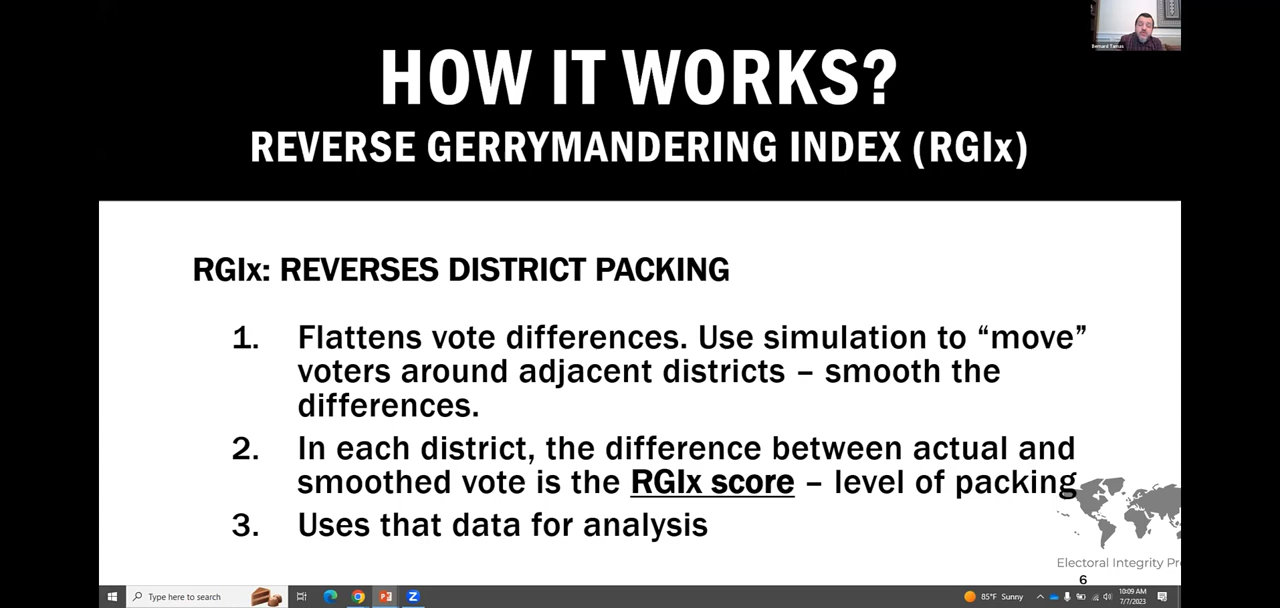 Bernard Tamas
HOW IT WORKS?
REVERSE GERRYMANDERING INDEX (RGIx)
RGIx: REVERSES DISTRICT PACKING
1. Flattens vote differences. Use simulation to “move”
voters around adjacent districts – smooth the
differences.
2. In each district, the difference between actual and
smoothed vote is the RGIx score – level of packing
3. Uses that data for analysis
Electoral Integrity Pr
6
Type here to search
85°F Sunny
10:09 AM
7/7/2023